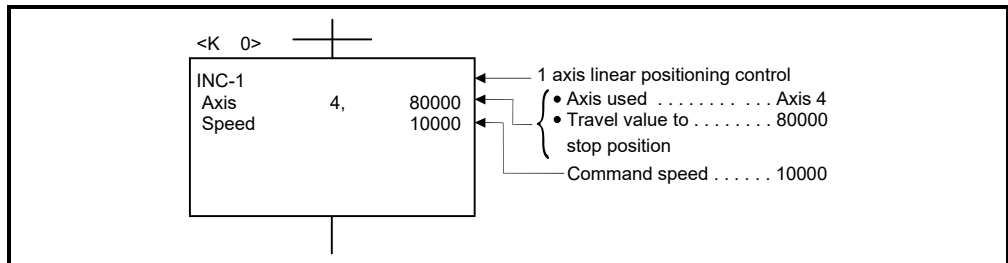 <K 0>
INC-1
Axis 4, 80000
Speed 10000
1 axis linear positioning control
• Axis used . . . . . . . . . . . Axis 4
• Travel value to . . . . . . . . 80000
stop position
Command speed . . . . . . 10000